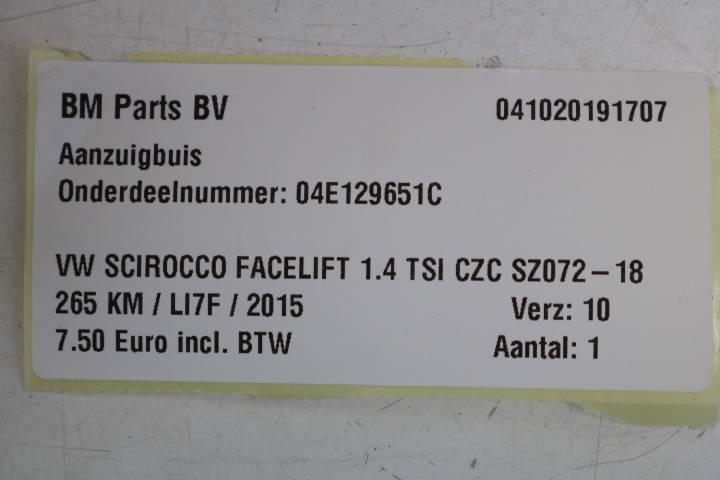 BM Parts BV 041020191707
Aanzuigbuis
Onderdeelnummer: 04E129651C
VW SCIROCCO FACELIFT 1.4 TSI CZC SZ072-18
265 KM / LI7F / 2015 Verz: 10
7.50 Euro incl. BTW Aantal: 1